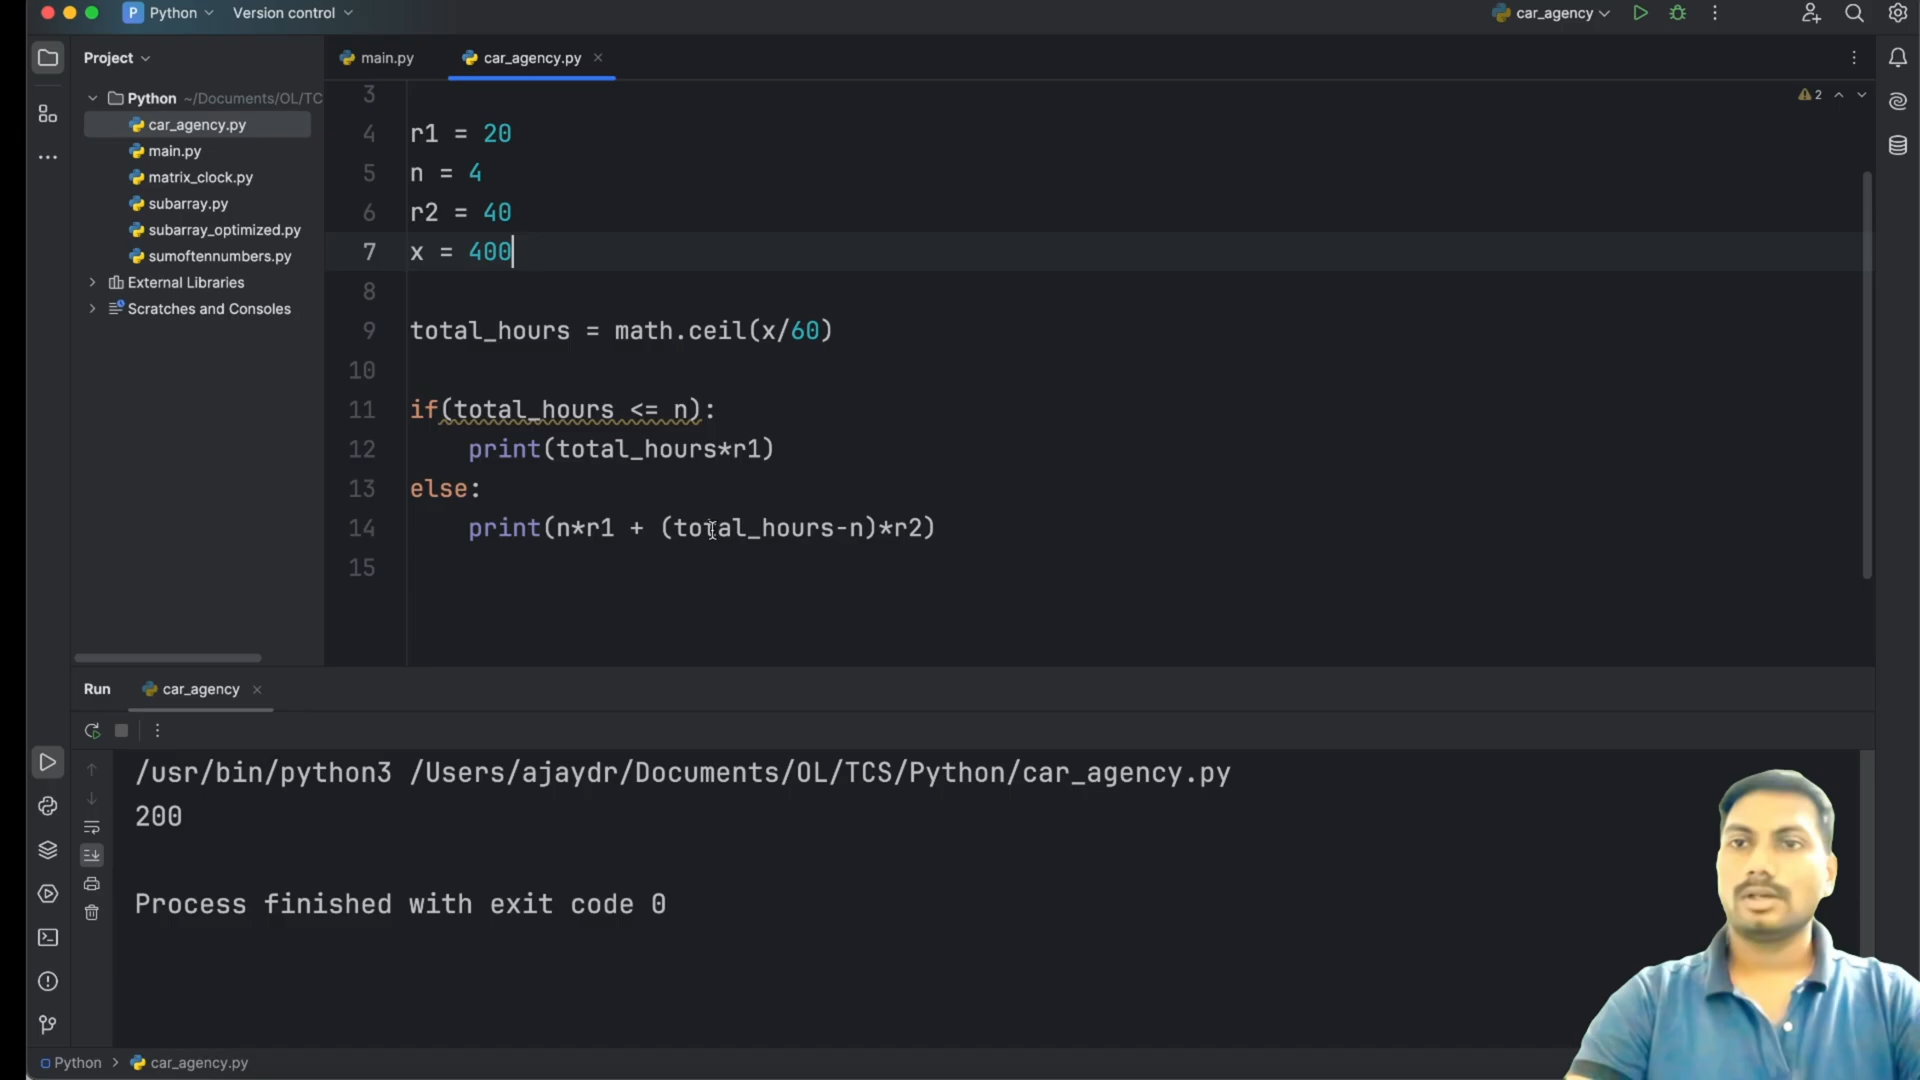 P Python Version control car_agency
Project main.py car_agency.py
Python ~/Documents/OL/TC
car_agency.py
main.py
matrix_clock.py
subarray.py
subarray_optimized.py
sumoftennumbers.py
External Libraries
Scratches and Consoles
2
3
4 r1 = 20
5 n = 4
6 r2 = 40
7 x = 400
8
9 total_hours = math.ceil(x/60)
10
11 if(total_hours <= n):
12 print(total_hours*r1)
13 else:
14 print(n*r1 + (total_hours-n)*r2)
15
Run car_agency
/usr/bin/python3 /Users/ajaydr/Documents/OL/TCS/Python/car_agency.py
200
Process finished with exit code 0
Python > car_agency.py